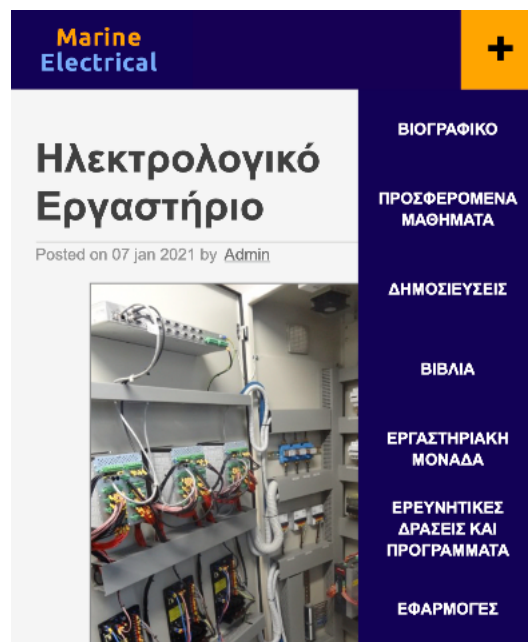 Marine
Electrical
+
Ηλεκτρολογικό
Εργαστήριο
Posted on 07 jan 2021 by Admin
ΒΙΟΓΡΑΦΙΚΟ
ΠΡΟΣΦΕΡΟΜΕΝΑ
ΜΑΘΗΜΑΤΑ
ΔΗΜΟΣΙΕΥΣΕΙΣ
ΒΙΒΛΙΑ
ΕΡΓΑΣΤΗΡΙΑΚΗ
ΜΟΝΑΔΑ
ΕΡΕΥΝΗΤΙΚΕΣ
ΔΡΑΣΕΙΣ ΚΑΙ
ΠΡΟΓΡΑΜΜΑΤΑ
ΕΦΑΡΜΟΓΕΣ